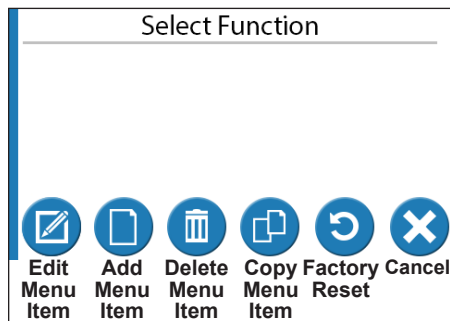 Select Function
Edit Add Delete Copy Factory Cancel
Menu Menu Menu Menu Reset
Item Item Item Item